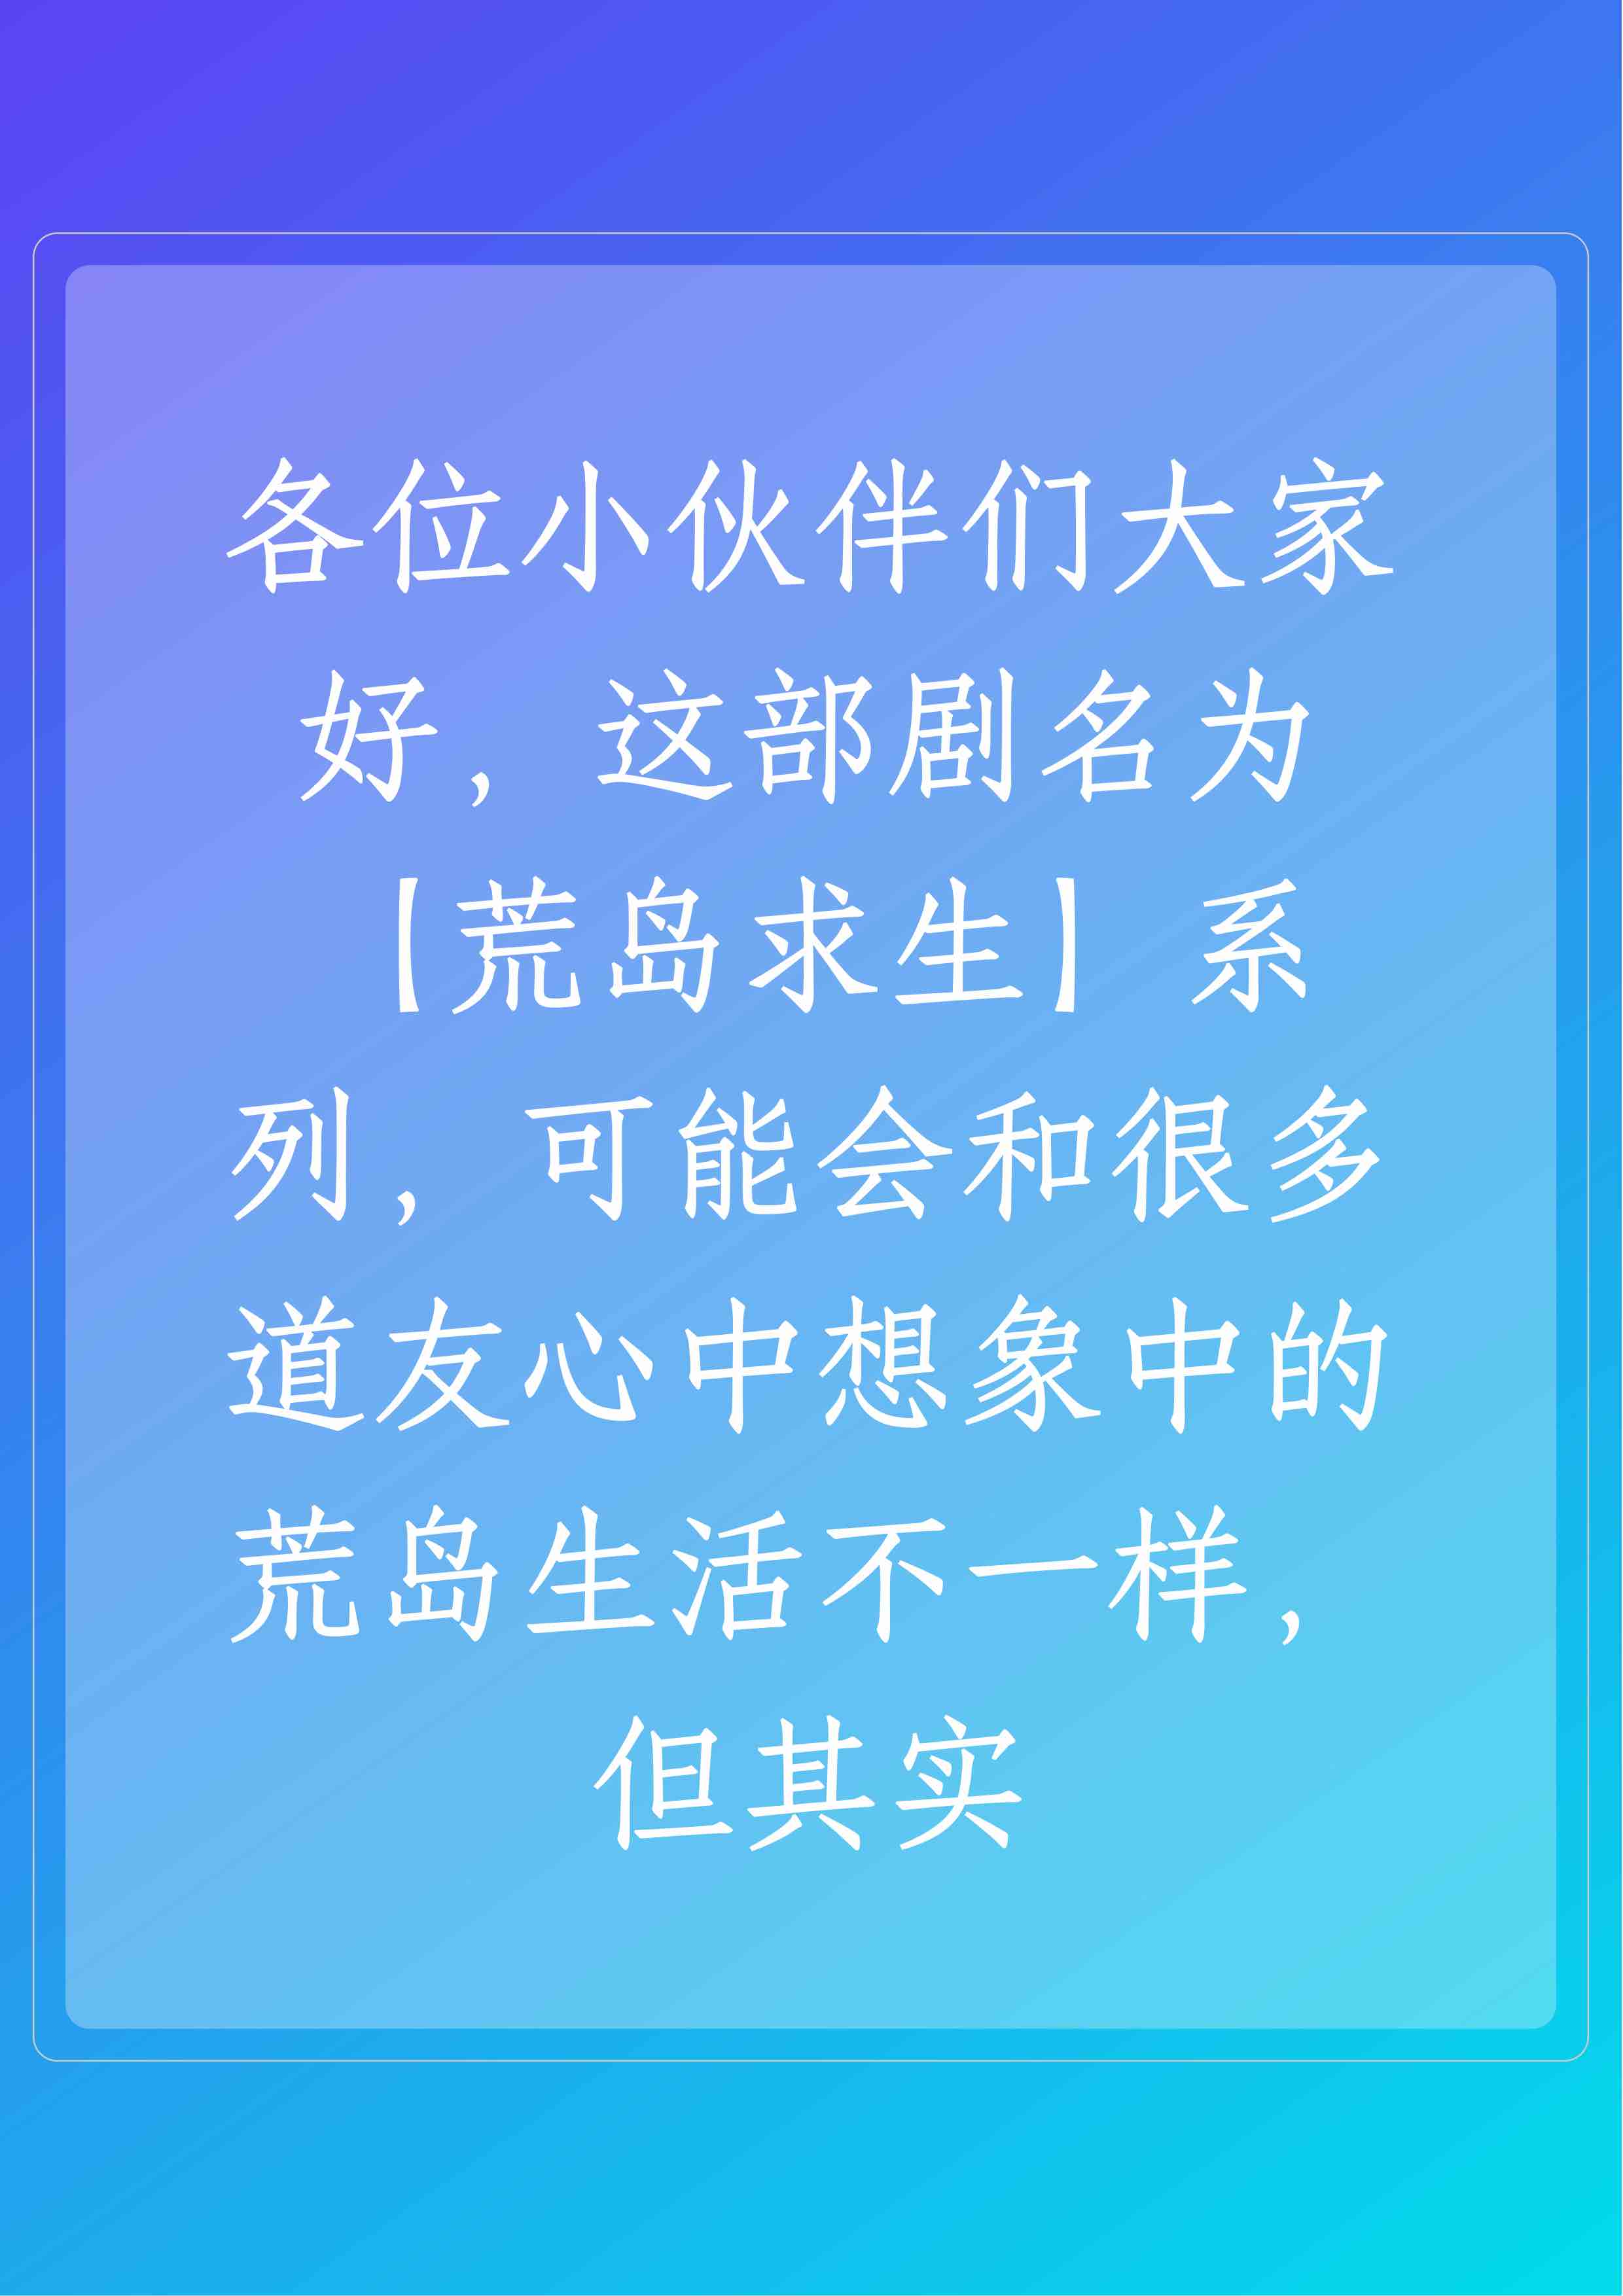 各位小伙伴们大家
好，这部剧名为
【荒岛求生】系
列，可能会和很多
道友心中想象中的
荒岛生活不一样，
但其实